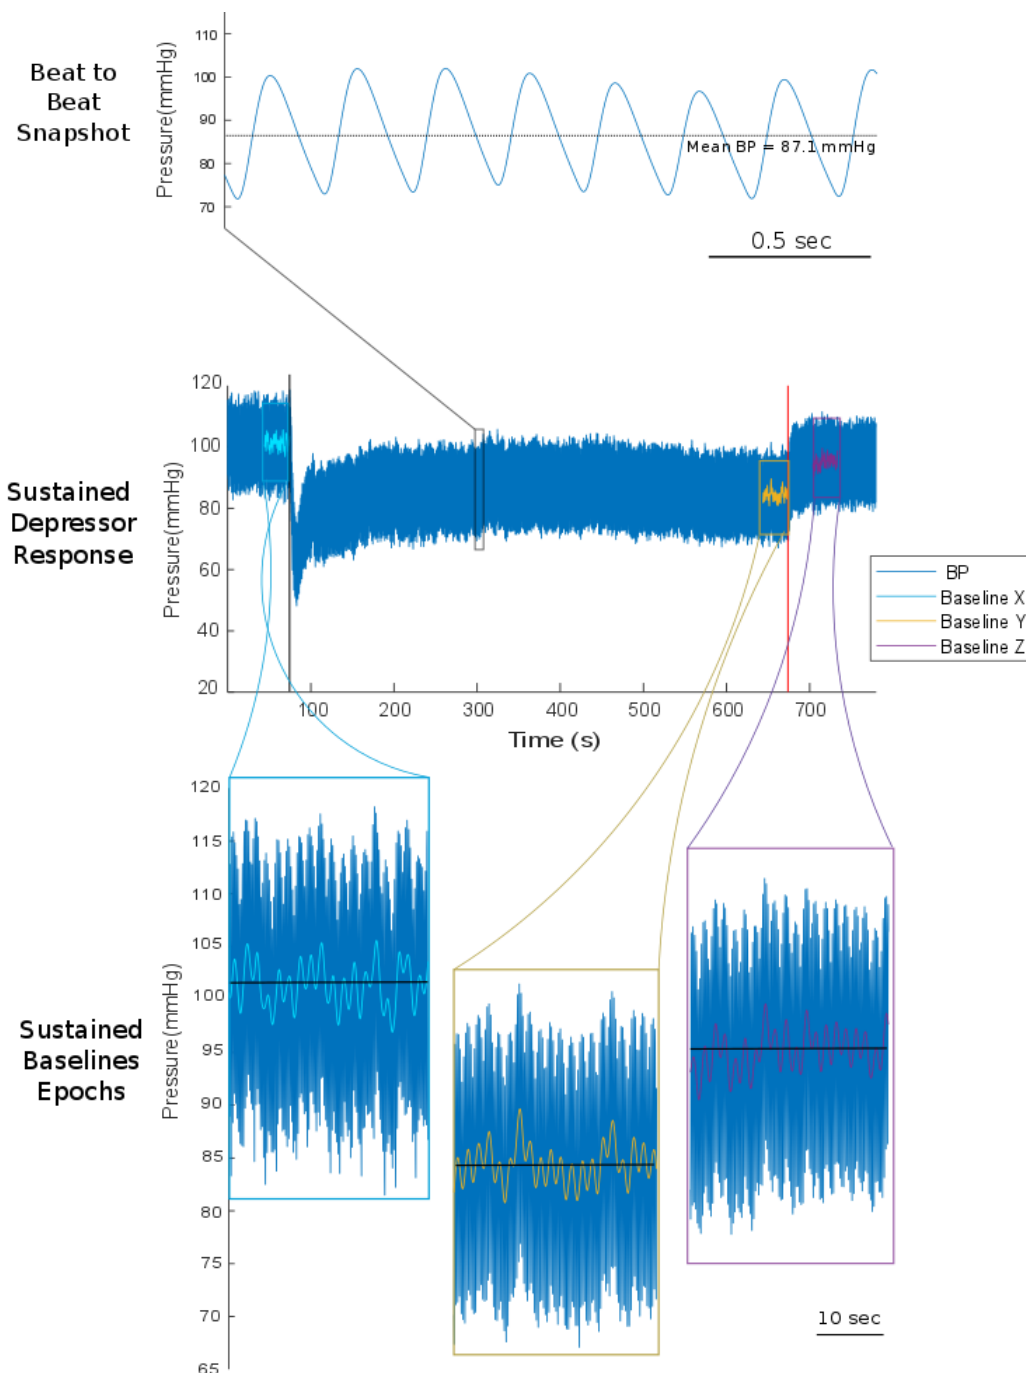 Beat to
Beat
Snapshot
Pressure(mmHg)
110
100
90
80
70
Mean BP = 87.1 mmHg
0.5 sec
Sustained
Depressor
Response
Pressure(mmHg)
120
100
80
60
40
20
100
200
300
400
500
600
700
Time (s)
BP
Baseline X
Baseline Y
Baseline Z
Sustained
Baselines
Epochs
Pressure(mmHg)
120
115
110
105
100
95
90
85
80
75
70
65
10 sec